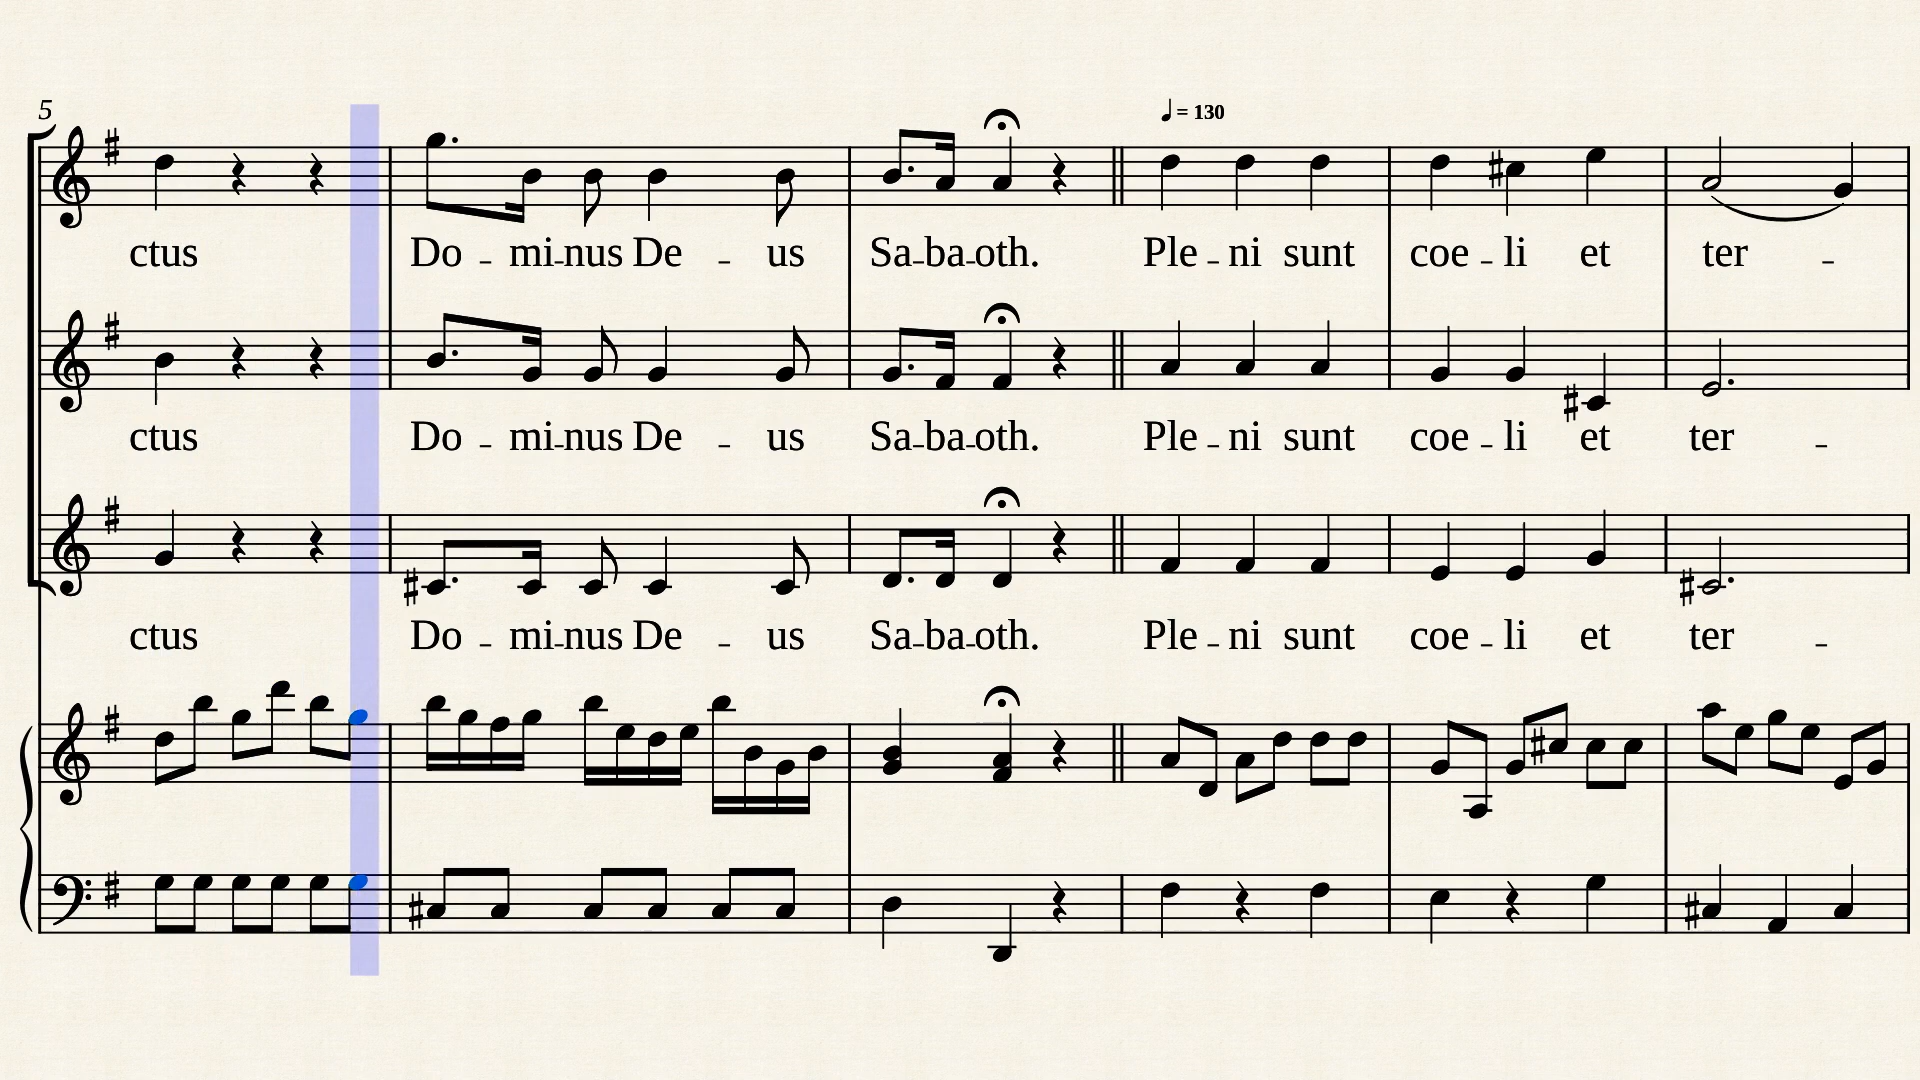 5
♩ = 130
ctus Do - mi - nus De - us Sa - ba - oth. Ple - ni sunt coe - li et ter -
ctus Do - mi - nus De - us Sa - ba - oth. Ple - ni sunt coe - li et ter -
ctus Do - mi - nus De - us Sa - ba - oth. Ple - ni sunt coe - li et ter -